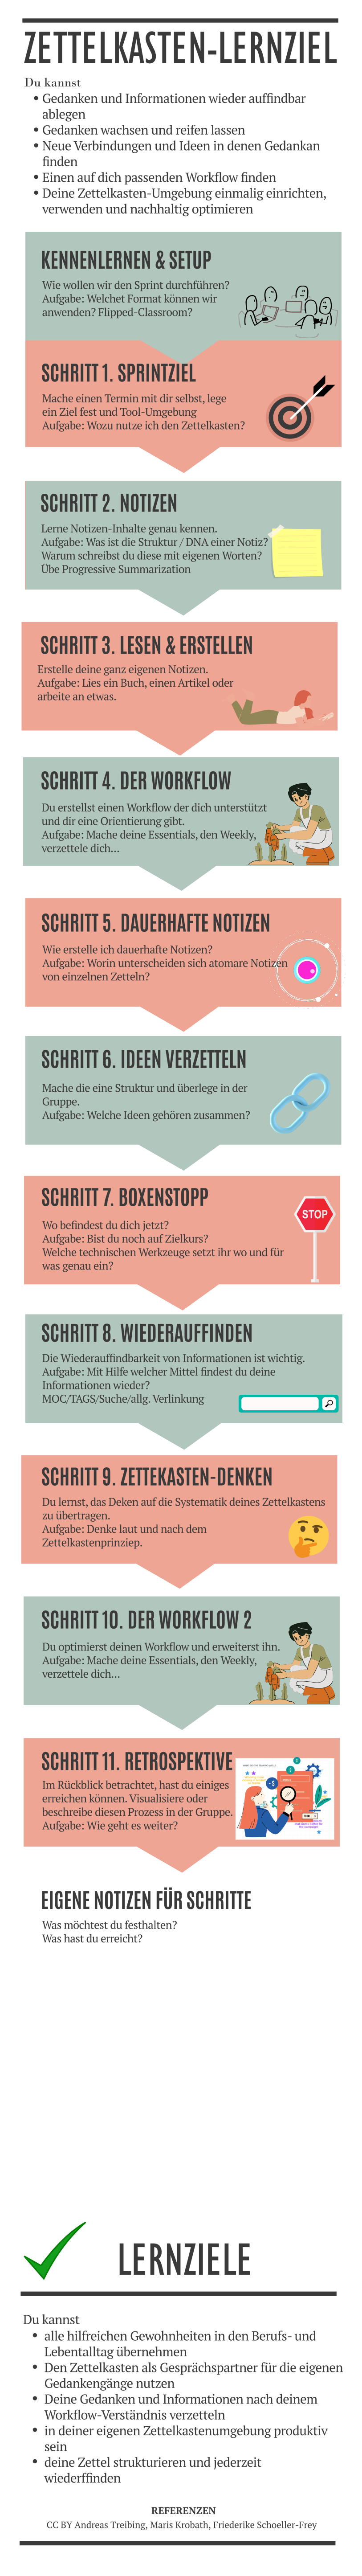 ZETTELKASTEN-LERNZIEL
Du kannst
• Gedanken und Informationen wieder auffindbar
ablegen
• Gedanken wachsen und reifen lassen
• Neue Verbindungen und Ideen in denen Gedankan
finden
• Einen auf dich passenden Workflow finden
• Deine Zettelkasten-Umgebung einmalig einrichten,
verwenden und nachhaltig optimieren
KENNENLERNEN & SETUP
Wie wollen wir den Sprint durchführen?
Aufgabe: Welchet Format können wir
anwenden? Flipped-Classroom?
SCHRITT 1. SPRINTZIEL
Mache einen Termin mit dir selbst, lege
ein Ziel fest und Tool-Umgebung
Aufgabe: Wozu nutze ich den Zettelkasten?
SCHRITT 2. NOTIZEN
Lerne Notizen-Inhalte genau kennen.
Aufgabe: Was ist die Struktur / DNA einer Notiz?
Warum schreibst du diese mit eigenen Worten?
Übe Progressive Summarization
SCHRITT 3. LESEN & ERSTELLEN
Erstelle deine ganz eigenen Notizen.
Aufgabe: Lies ein Buch, einen Artikel oder
arbeite an etwas.
SCHRITT 4. DER WORKFLOW
Du erstellst einen Workflow der dich unterstützt
und dir eine Orientierung gibt.
Aufgabe: Mache deine Essentials, den Weekly,
verzettele dich...
SCHRITT 5. DAUERHAFTE NOTIZEN
Wie erstelle ich dauerhafte Notizen?
Aufgabe: Worin unterscheiden sich atomare Notizen
von einzelnen Zetteln?
SCHRITT 6. IDEEN VERZETTELN
Mache die eine Struktur und überlege in der
Gruppe.
Aufgabe: Welche Ideen gehören zusammen?
SCHRITT 7. BOXENSTOPP
Wo befindest du dich jetzt?
Aufgabe: Bist du noch auf Zielkurs?
Welche technischen Werkzeuge setzt ihr wo und für
was genau ein?
STOP
SCHRITT 8. WIEDERAUFFINDEN
Die Wiederauffindbarkeit von Informationen ist wichtig.
Aufgabe: Mit Hilfe welcher Mittel findest du deine
Informationen wieder?
MOC/TAGS/Suche/allg. Verlinkung
SCHRITT 9. ZETTEKASTEN-DENKEN
Du lernst, das Deken auf die Systematik deines Zettelkastens
zu übertragen.
Aufgabe: Denke laut und nach dem
Zettelkastenprinziep.
SCHRITT 10. DER WORKFLOW 2
Du optimierst deinen Workflow und erweiterst ihn.
Aufgabe: Mache deine Essentials, den Weekly,
verzettele dich...
SCHRITT 11. RETROSPEKTIVE
Im Rückblick betrachtet, hast du einiges
erreichen können. Visualisiere oder
beschreibe diesen Prozess in der Gruppe.
Aufgabe: Wie geht es weiter?
EIGENE NOTIZEN FÜR SCHRITTE
Was möchtest du festhalten?
Was hast du erreicht?
LERNZIELE
Du kannst
• alle hilfreichen Gewohnheiten in den Berufs- und
Lebentalltag übernehmen
• Den Zettelkasten als Gesprächspartner für die eigenen
Gedankengänge nutzen
• Deine Gedanken und Informationen nach deinem
Workflow-Verständnis verzetteln
• in deiner eigenen Zettelkastenumgebung produktiv
sein
• deine Zettel strukturieren und jederzeit
wiederffinden
REFERENZEN
CC BY Andreas Treibing, Maris Krobath, Friederike Schoeller-Frey